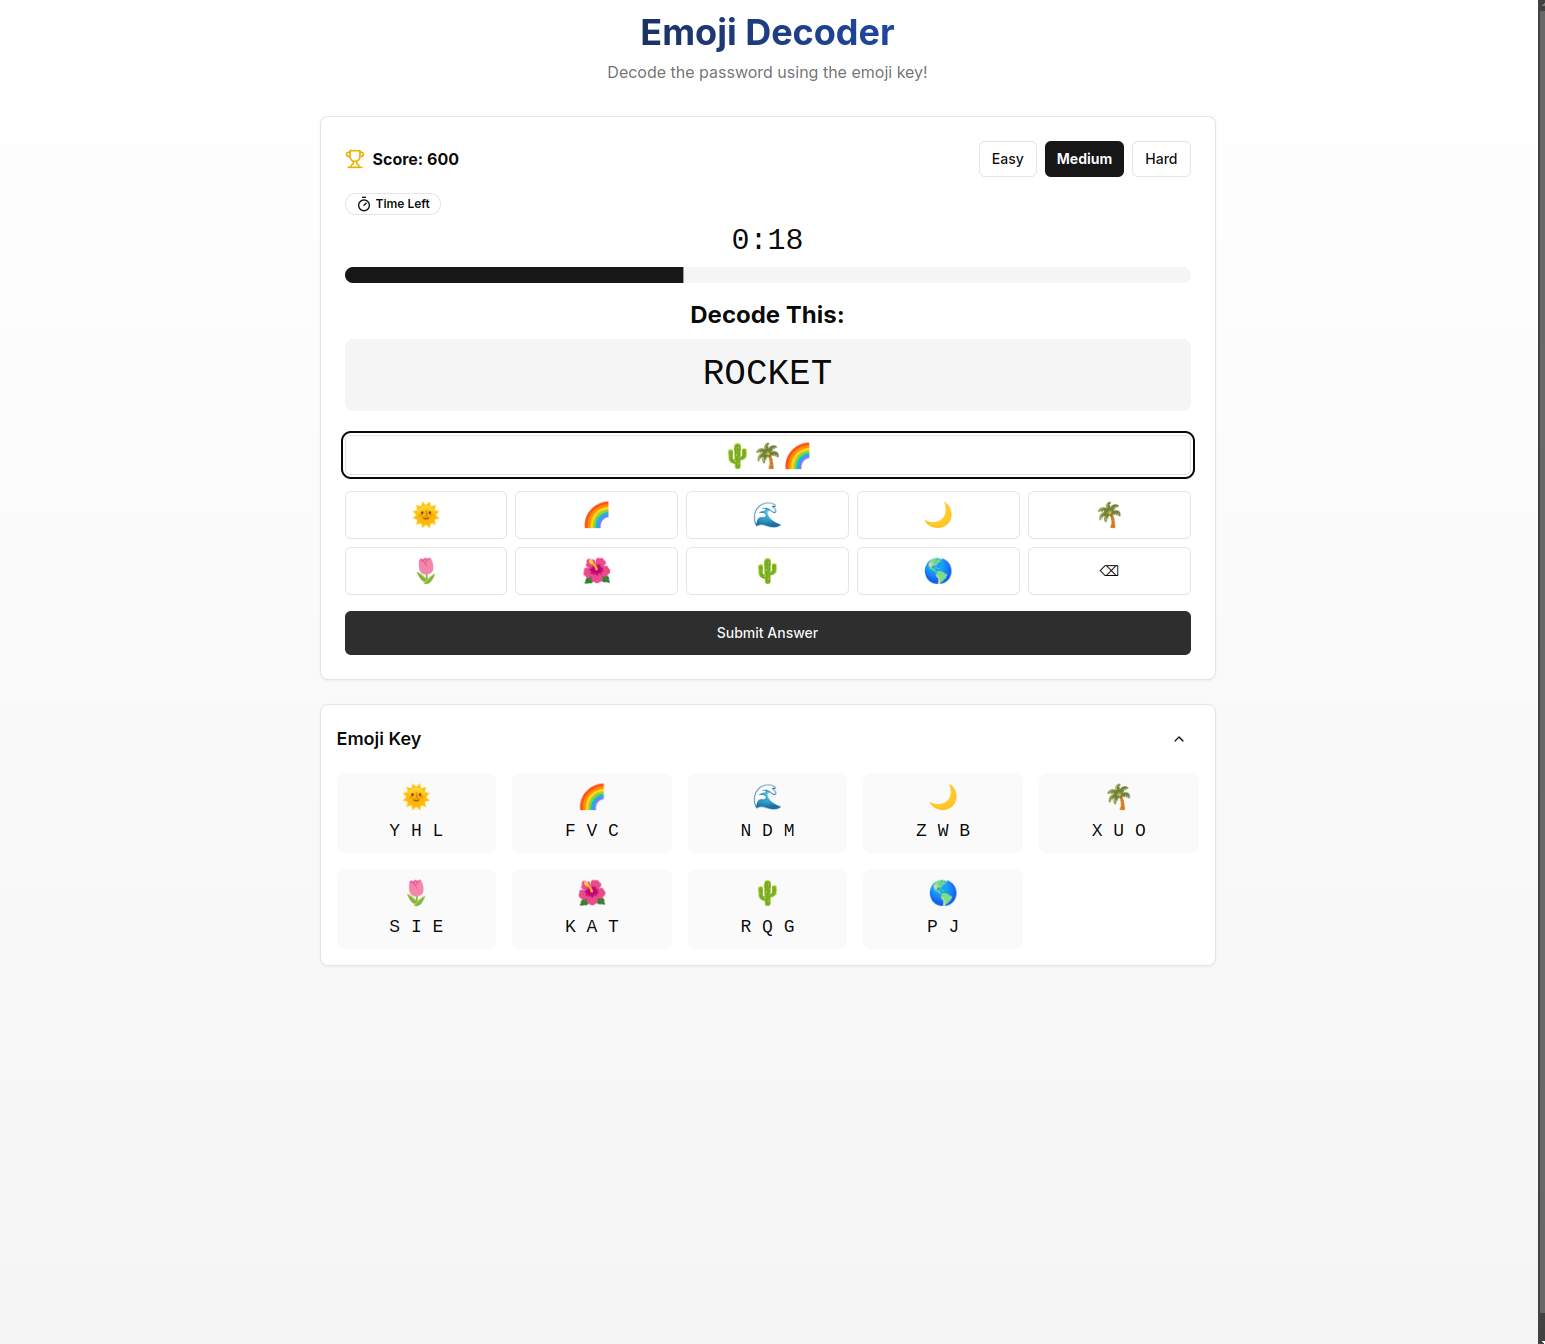 Emoji Decoder
Decode the password using the emoji key!
Score: 600
Easy
Medium
Hard
Time Left
0:18
Decode This:
ROCKET
🌵🌴🌈
🌞 🌈 🌊 🌙 🌴
🌷 🌺 🌵 🌎 ⌫
Submit Answer
Emoji Key
🌞 🌈 🌊 🌙 🌴
Y H L
F V C
N D M
Z W B
X U O
🌷 🌺 🌵 🌎
S I E
K A T
R Q G
P J